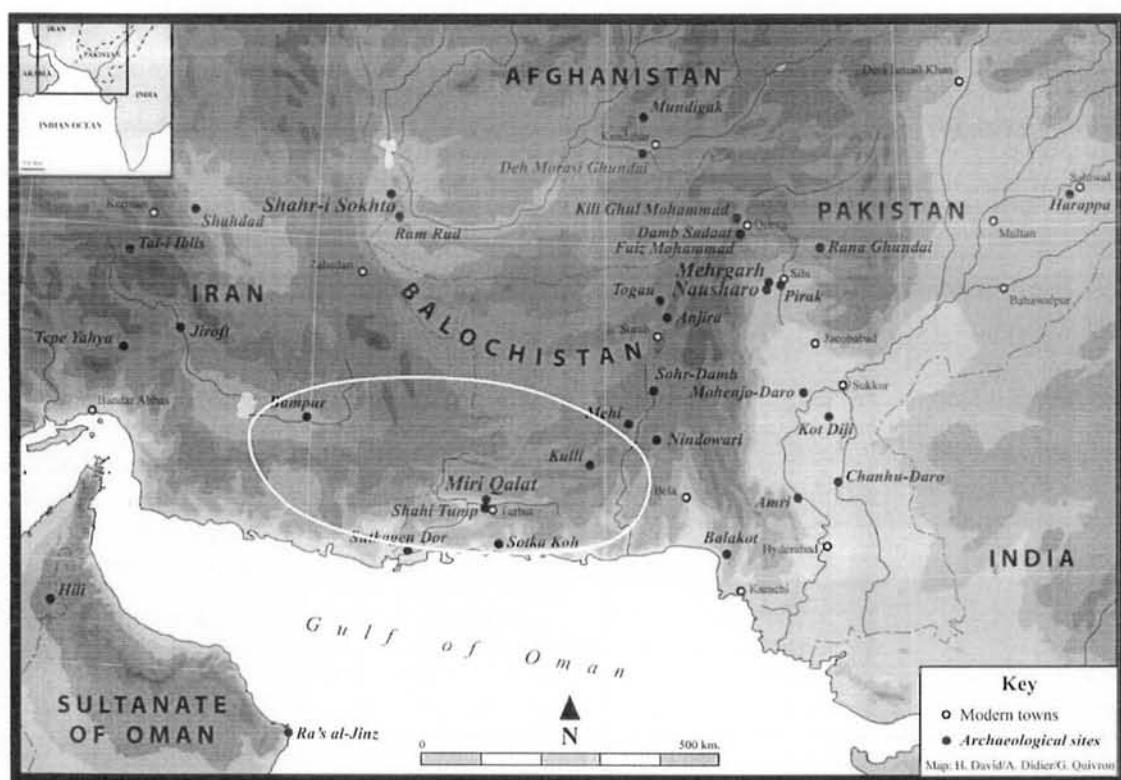 IRAN
PAKISTAN
ARABIA
INDIA
INDIAN OCEAN
AFGHANISTAN
Dera Ismail Khan
Mundigak
Kandahar
Deh Morasi Ghundai
Sahiwal
Harappa
Kerman
Shahdad
Shahr-i Sokhta
Ram Rud
Kili Ghul Mohammad
Quetta
Damb Sadaat
Faiz Mohammad
PAKISTAN
Multan
Tal-i Iblis
Rana Ghundai
Zahedan
Mehrgarh
Sibi
Nausharo
Pirak
Bahawalpur
IRAN
BALOCHISTAN
Togau
Anjira
Jiroft
Surab
Tepe Yahya
Jacobabad
Sohr-Damb
Mohenjo-Daro
Sukkur
Bandar Abbas
Bampur
Mehi
Kot Diji
Nindowari
Kulli
Miri Qalat
Bela
Chanhu-Daro
Shahi Tump
Turbat
Amri
Sutkagen Dor
Sotka Koh
Balakot
Hyderabad
INDIA
Hili
Karachi
Gulf of Oman
SULTANATE
OF OMAN
Ra's al-Jinz
N
0
500 km.
Key
Modern towns
Archaeological sites
Map: H. David/A. Didier/G. Quivron